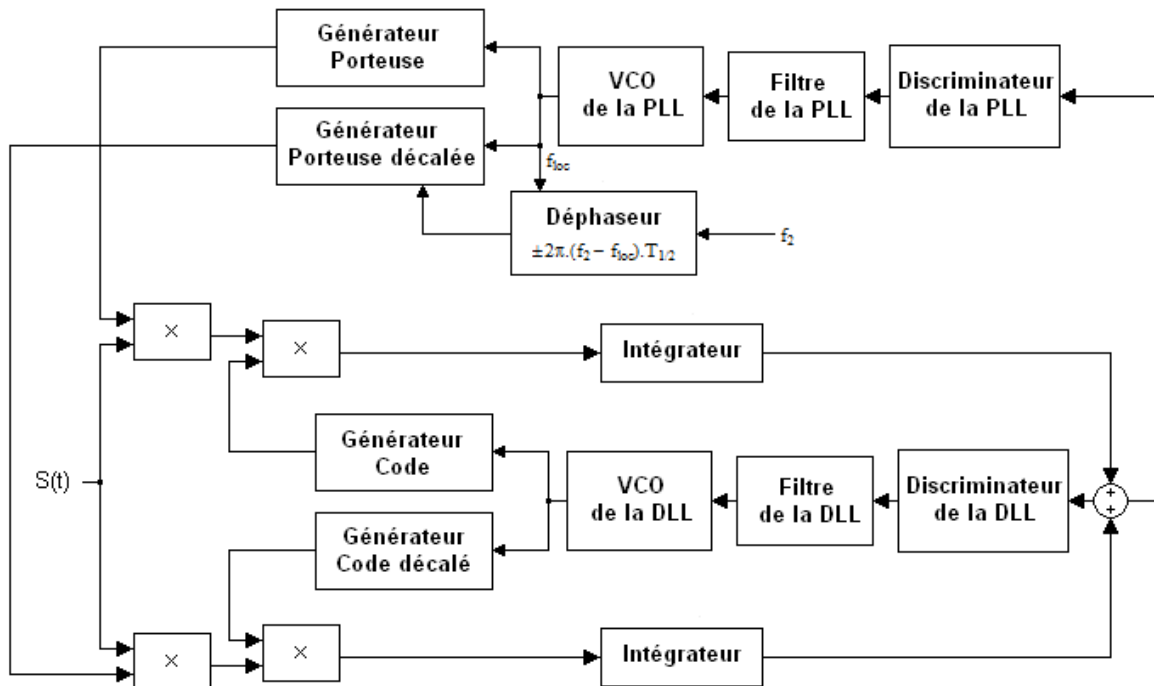 Générateur
Porteuse
VCO
de la PLL
Filtre
de la PLL
Discriminateur
de la PLL
Générateur
Porteuse décalée
f_loc
Déphaseur
±2π.(f₂ – f_loc).T_1/2
f₂
×
×
Intégrateur
Générateur
Code
S(t)
VCO
de la DLL
Filtre
de la DLL
Discriminateur
de la DLL
+
+
Générateur
Code décalé
×
×
Intégrateur